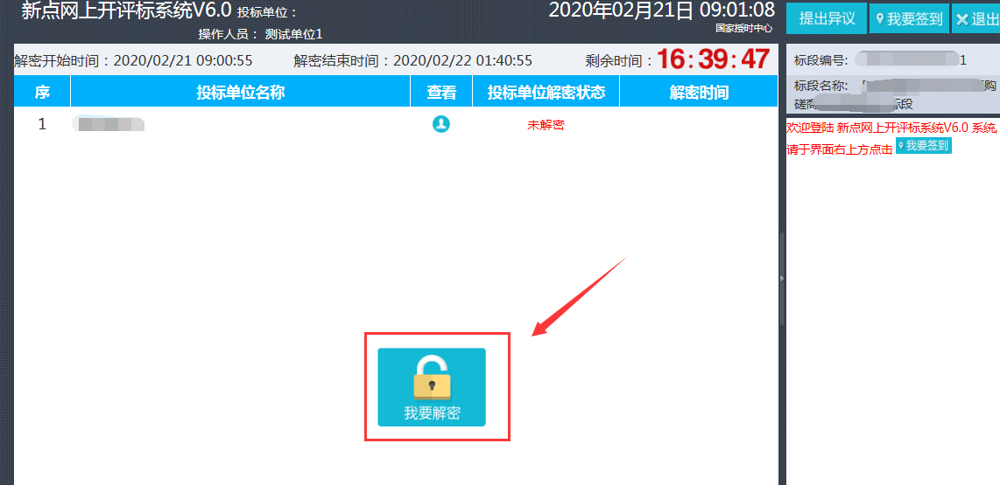 新点网上开评标系统V6.0 投标单位：
2020年02月21日 09:01:08
操作人员： 测试单位1
国家授时中心
提出异议
我要签到
退出
解密开始时间：2020/02/21 09:00:55
解密结束时间：2020/02/22 01:40:55
剩余时间：16:39:47
序
投标单位名称
查看
投标单位解密状态
解密时间
1
未解密
我要解密
标段编号：
1
标段名称：
购
磋商
标段
欢迎登陆 新点网上开评标系统V6.0 系统,
请于界面右上方点击 我要签到